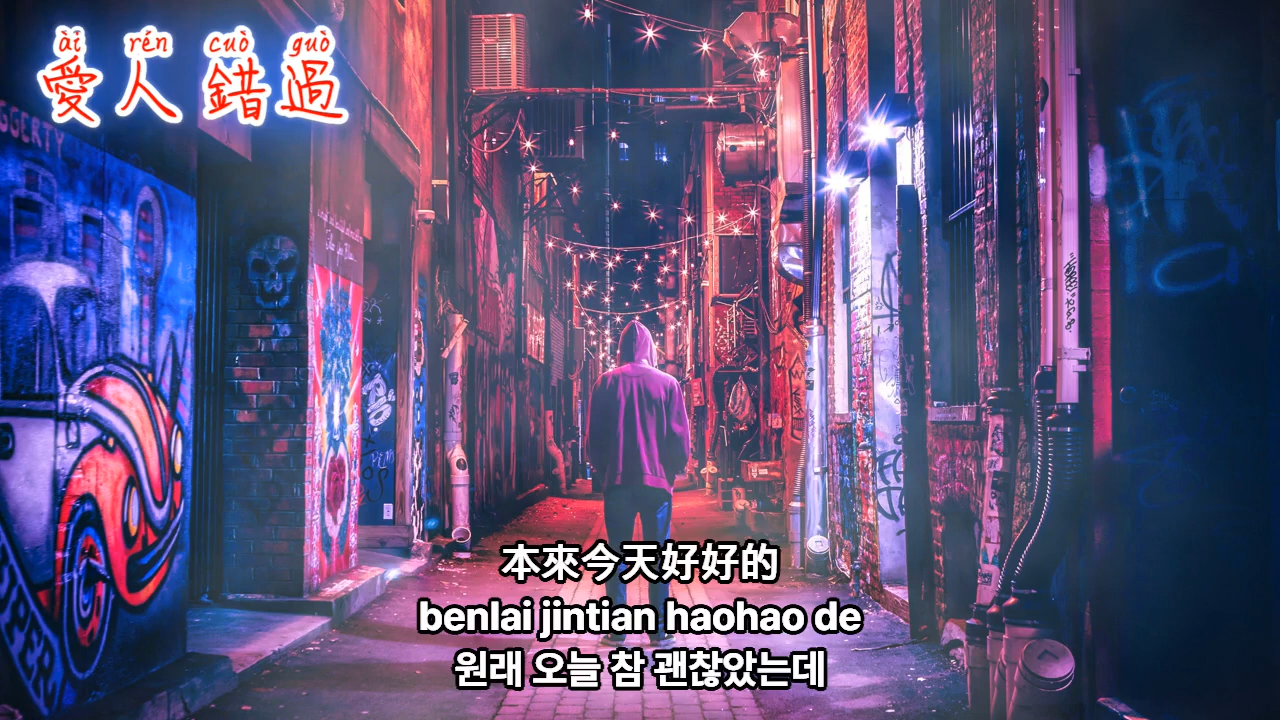 ài rén cuò guò
愛人錯過
GGERTY
本來今天好好的
benlai jintian haohao de
원래 오늘 참 괜찮았는데